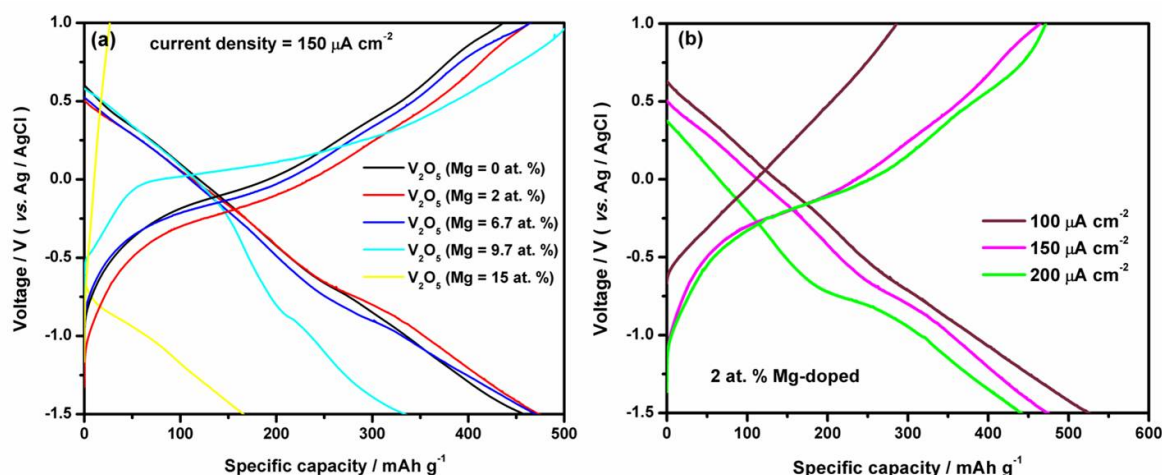 (a)
current density = 150 μA cm⁻²
V₂O₅ (Mg = 0 at. %)
V₂O₅ (Mg = 2 at. %)
V₂O₅ (Mg = 6.7 at. %)
V₂O₅ (Mg = 9.7 at. %)
V₂O₅ (Mg = 15 at. %)
Voltage / V ( vs. Ag / AgCl )
1.0
0.5
0.0
-0.5
-1.0
-1.5
0 100 200 300 400 500
Specific capacity / mAh g⁻¹
(b)
100 μA cm⁻²
150 μA cm⁻²
200 μA cm⁻²
2 at. % Mg-doped
Voltage / V ( vs. Ag / AgCl )
1.0
0.5
0.0
-0.5
-1.0
-1.5
0 100 200 300 400 500 600
Specific capacity / mAh g⁻¹